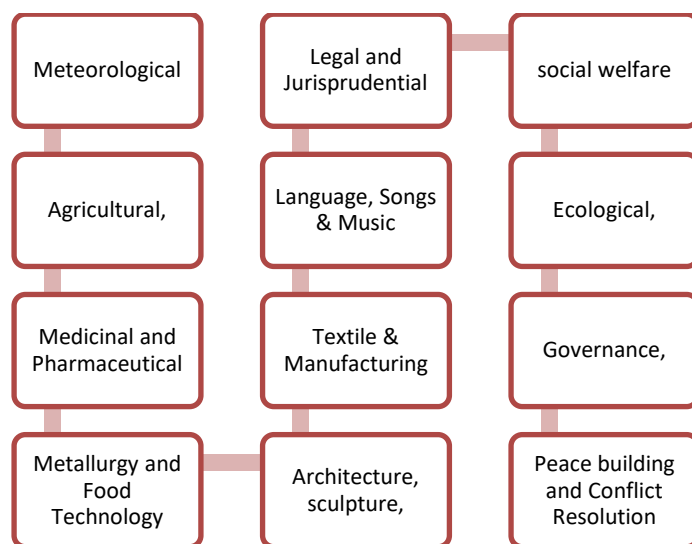 Meteorological
Agricultural,
Medicinal and
Pharmaceutical
Metallurgy and
Food
Technology
Architecture,
sculpture,
Textile &
Manufacturing
Language, Songs
& Music
Legal and
Jurisprudential
social welfare
Ecological,
Governance,
Peace building
and Conflict
Resolution